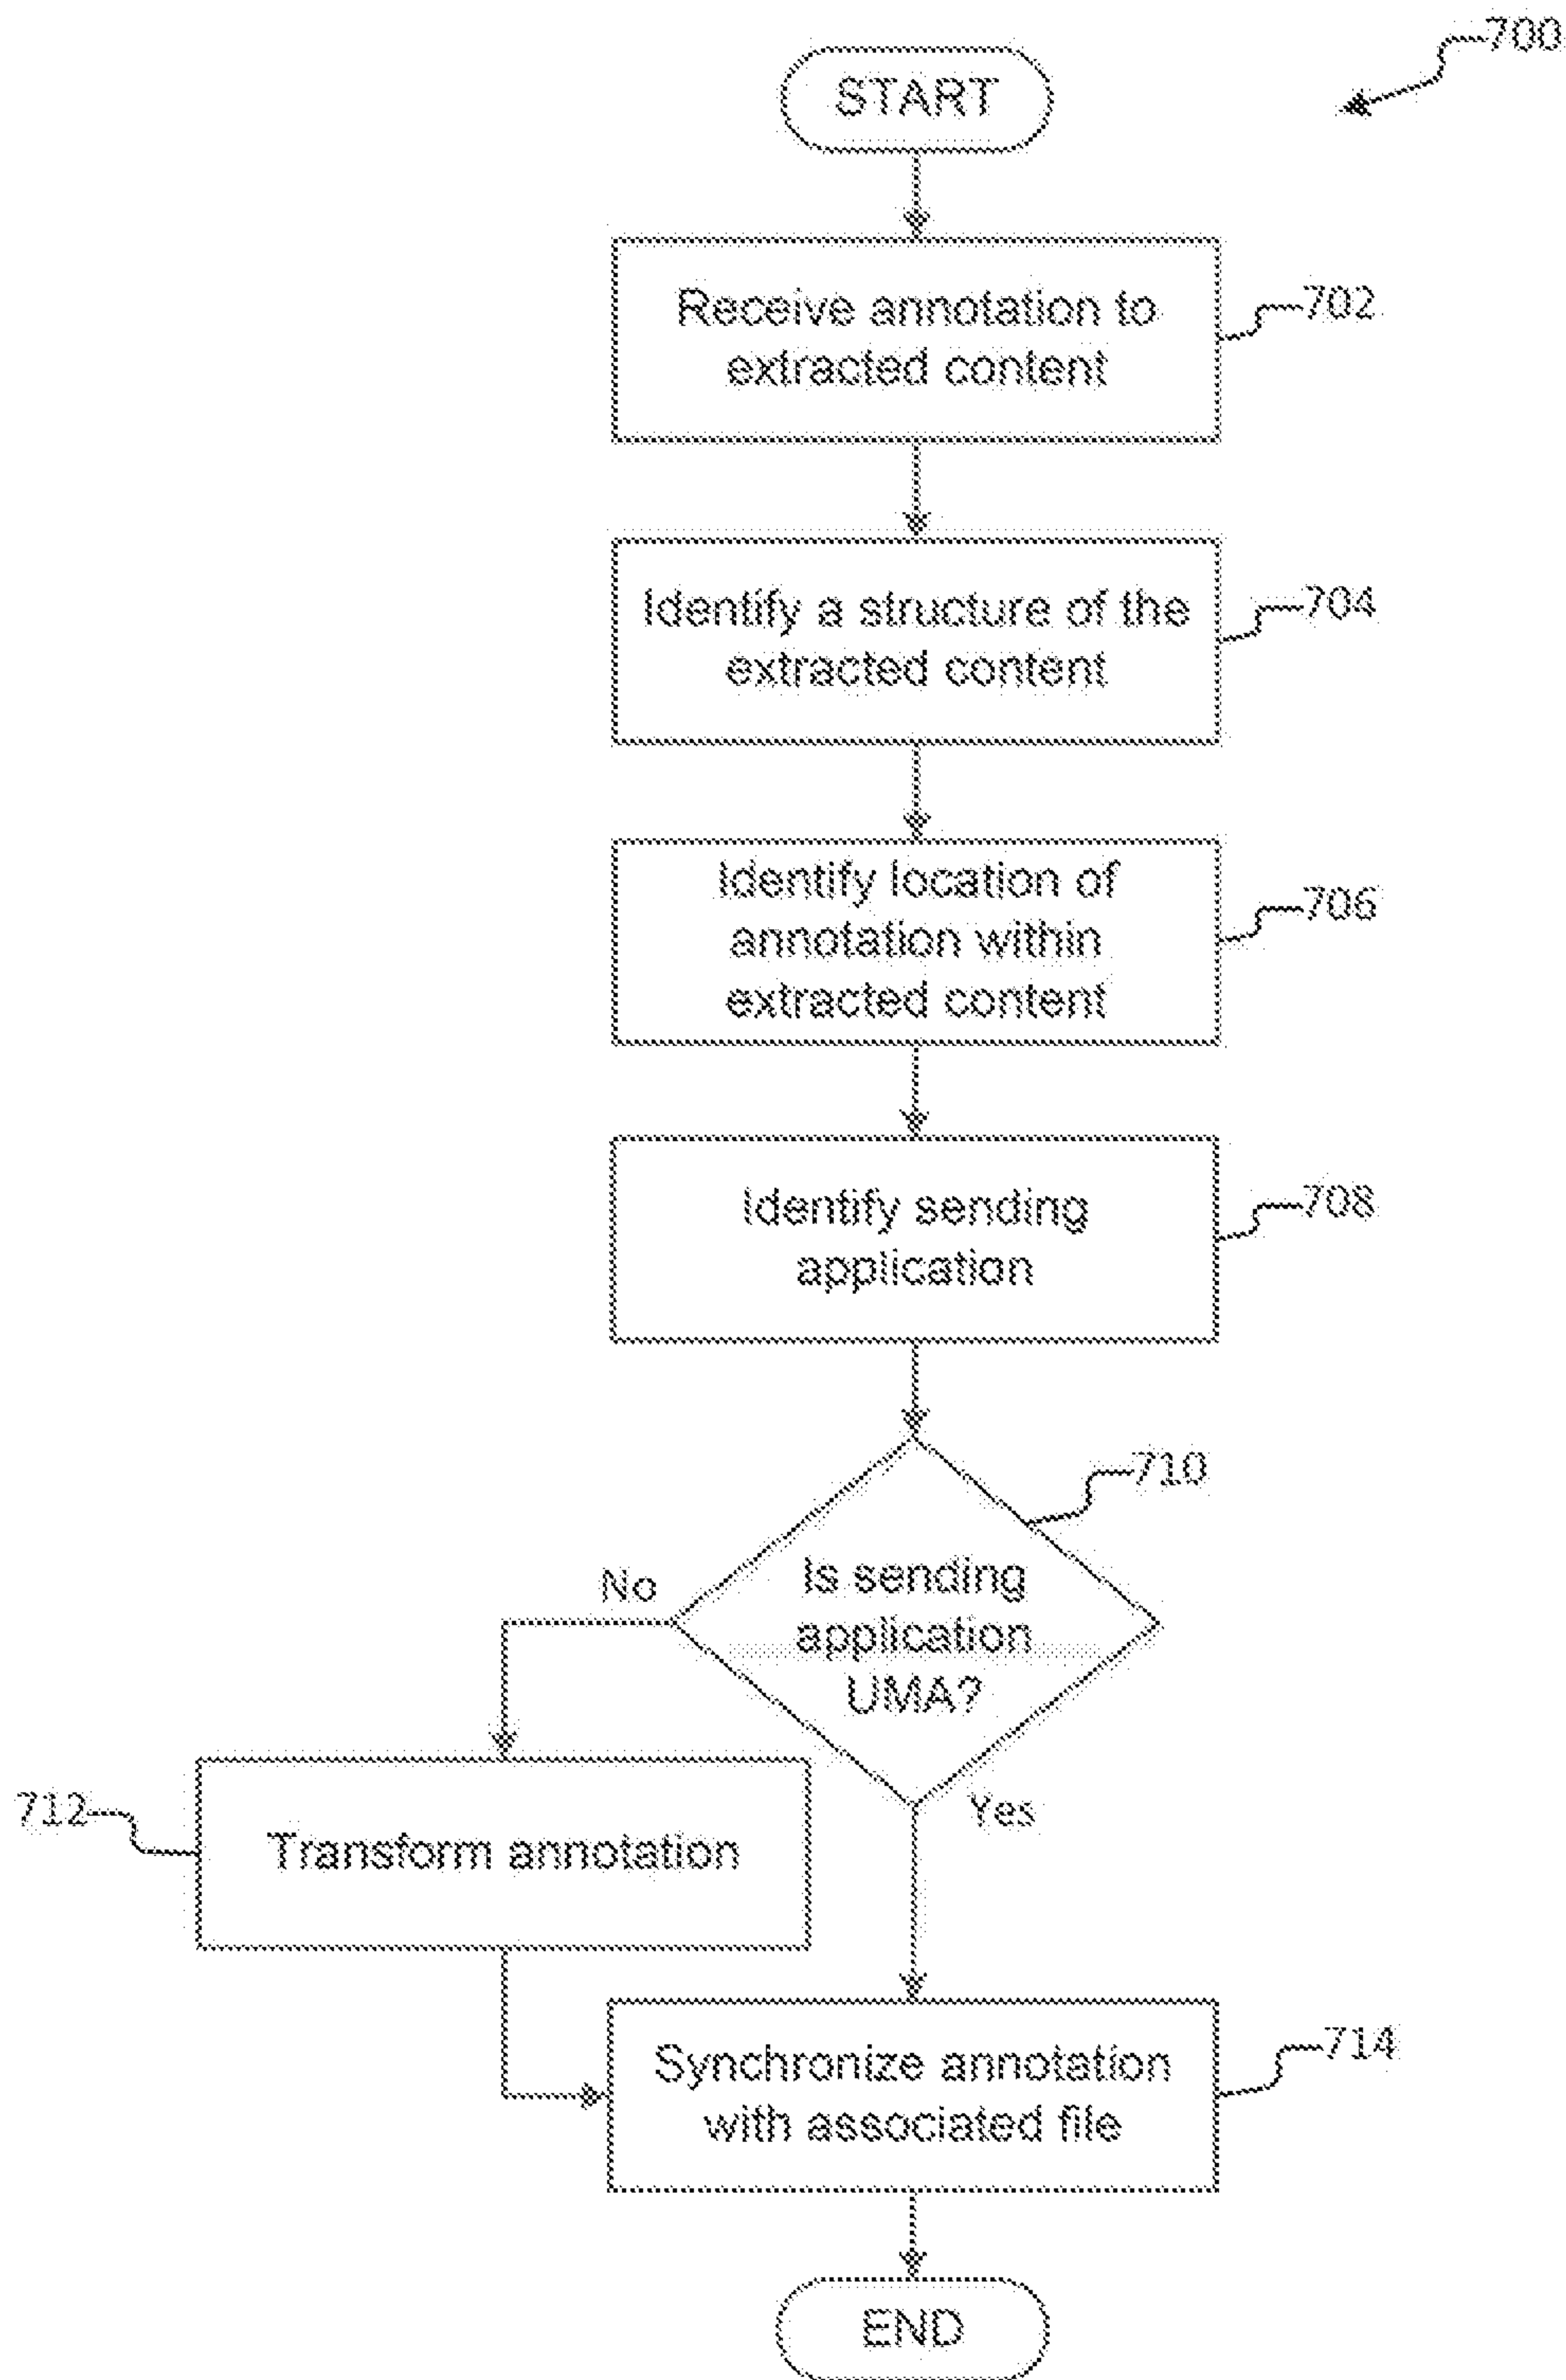 700
START
Receive annotation to
extracted content
702
Identify a structure of the
extracted content
704
Identify location of
annotation within
extracted content
706
Identify sending
application
708
710
Is sending
application
UMA?
No
Yes
712
Transform annotation
Synchronize annotation
with associated file
714
END